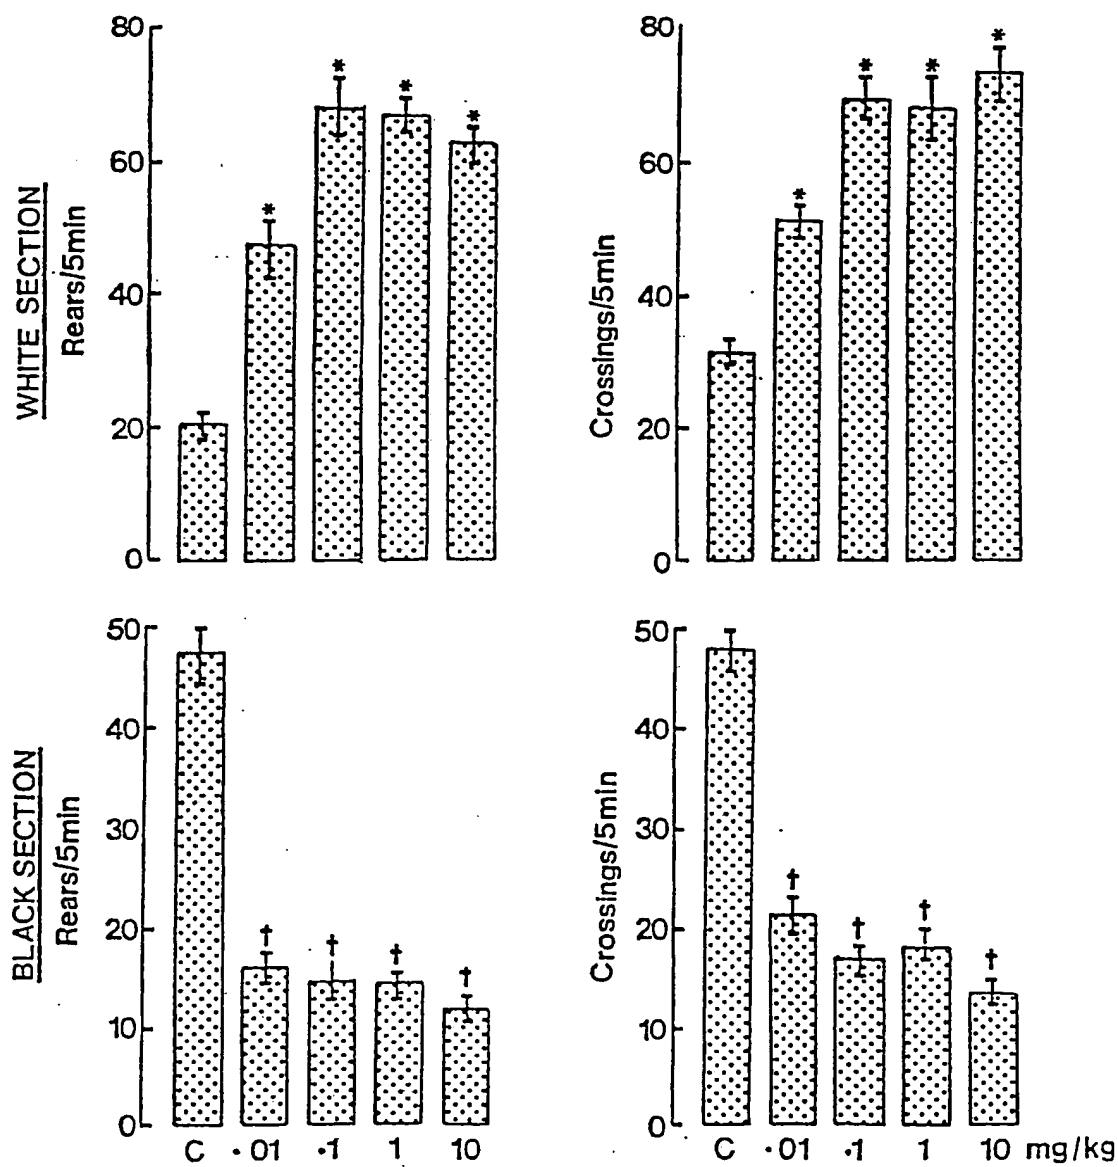 WHITE SECTION
Rears/5min
80
60
40
20
0
* * * *
Crossings/5min
80
60
40
20
0
* * * *
BLACK SECTION
Rears/5min
50
40
30
20
10
0
† † † †
C ·01 ·1 1 10
Crossings/5min
50
40
30
20
10
0
† † † †
C ·01 ·1 1 10 mg/kg